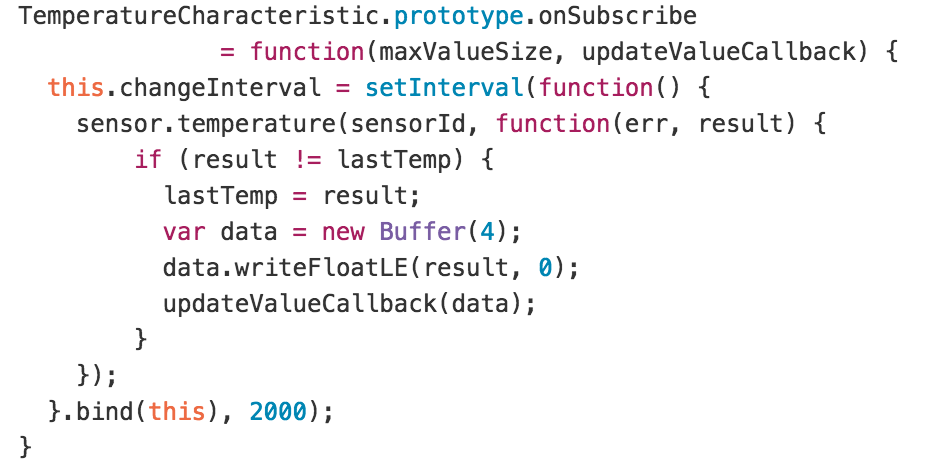 TemperatureCharacteristic.prototype.onSubscribe
              = function(maxValueSize, updateValueCallback) {
  this.changeInterval = setInterval(function() {
    sensor.temperature(sensorId, function(err, result) {
        if (result != lastTemp) {
          lastTemp = result;
          var data = new Buffer(4);
          data.writeFloatLE(result, 0);
          updateValueCallback(data);
        }
    });
  }.bind(this), 2000);
}